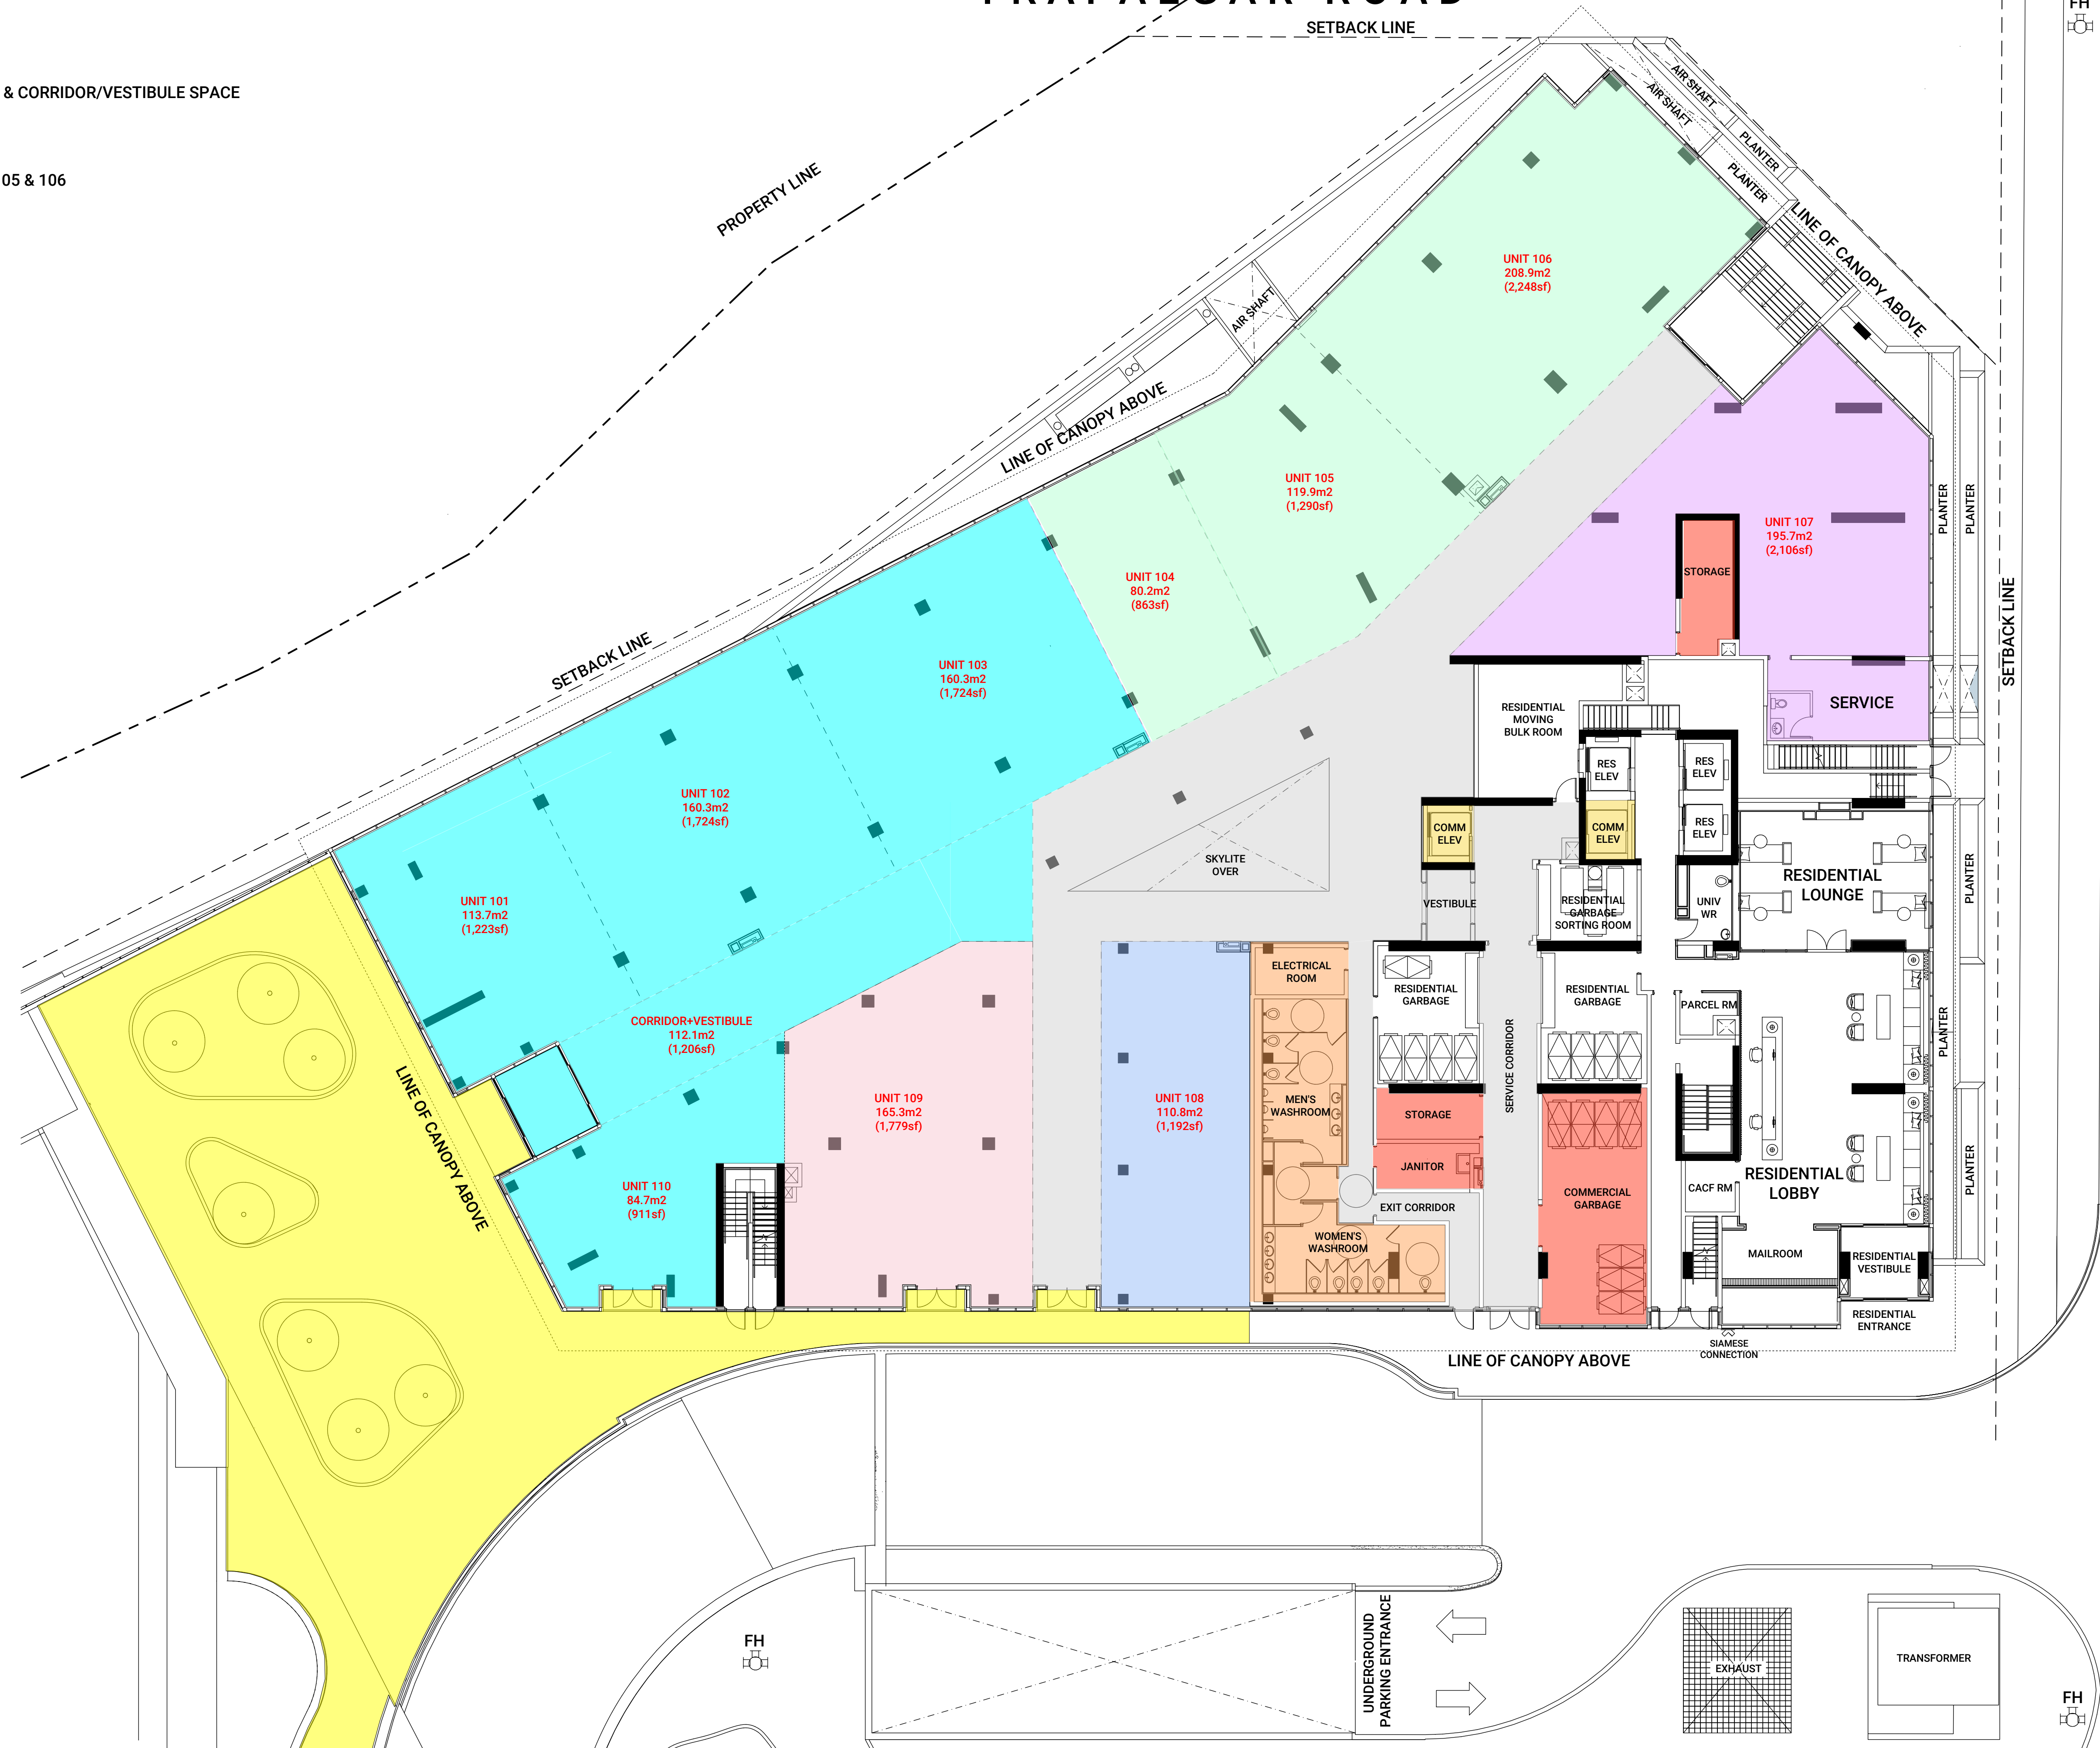 TRAFALGAR ROAD
SETBACK LINE
FH
& CORRIDOR/VESTIBULE SPACE
05 & 106
PROPERTY LINE
AIR SHAFT
AIR SHAFT
PLANTER
PLANTER
LINE OF CANOPY ABOVE
UNIT 106
208.9m2
(2,248sf)
AIR SHAFT
LINE OF CANOPY ABOVE
UNIT 105
119.9m2
(1,290sf)
UNIT 107
195.7m2
(2,106sf)
PLANTER
PLANTER
STORAGE
UNIT 104
80.2m2
(863sf)
SETBACK LINE
SETBACK LINE
UNIT 103
160.3m2
(1,724sf)
RESIDENTIAL
MOVING
BULK ROOM
SERVICE
RES
ELEV
RES
ELEV
UNIT 102
160.3m2
(1,724sf)
COMM
ELEV
COMM
ELEV
RES
ELEV
SKYLITE
OVER
RESIDENTIAL
LOUNGE
PLANTER
UNIT 101
113.7m2
(1,223sf)
VESTIBULE
RESIDENTIAL
GARBAGE
SORTING ROOM
UNIV
WR
ELECTRICAL
ROOM
RESIDENTIAL
GARBAGE
RESIDENTIAL
GARBAGE
PARCEL RM
PLANTER
CORRIDOR+VESTIBULE
112.1m2
(1,206sf)
SERVICE CORRIDOR
LINE OF CANOPY ABOVE
UNIT 109
165.3m2
(1,779sf)
UNIT 108
110.8m2
(1,192sf)
MEN'S
WASHROOM
STORAGE
JANITOR
PLANTER
UNIT 110
84.7m2
(911sf)
COMMERCIAL
GARBAGE
CACF RM
RESIDENTIAL
LOBBY
EXIT CORRIDOR
WOMEN'S
WASHROOM
MAILROOM
RESIDENTIAL
VESTIBULE
RESIDENTIAL
ENTRANCE
SIAMESE
CONNECTION
LINE OF CANOPY ABOVE
UNDERGROUND
PARKING ENTRANCE
FH
EXHAUST
TRANSFORMER
FH